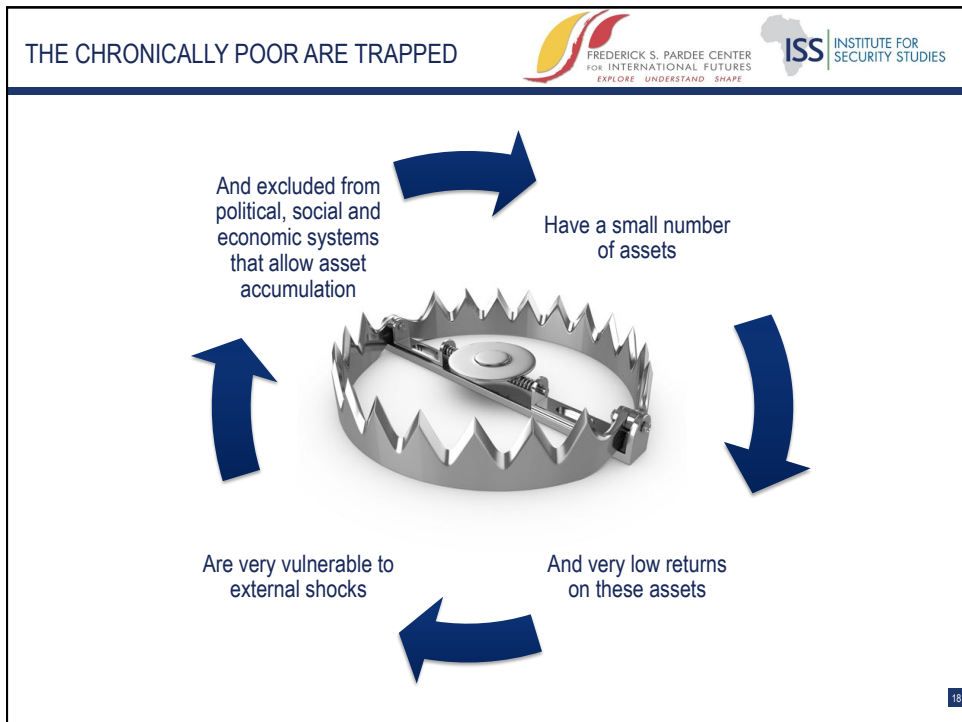 THE CHRONICALLY POOR ARE TRAPPED
FREDERICK S. PARDEE CENTER
FOR INTERNATIONAL FUTURES
EXPLORE UNDERSTAND SHAPE
ISS
INSTITUTE FOR
SECURITY STUDIES
And excluded from
political, social and
economic systems
that allow asset
accumulation
Have a small number
of assets
Are very vulnerable to
external shocks
And very low returns
on these assets
18